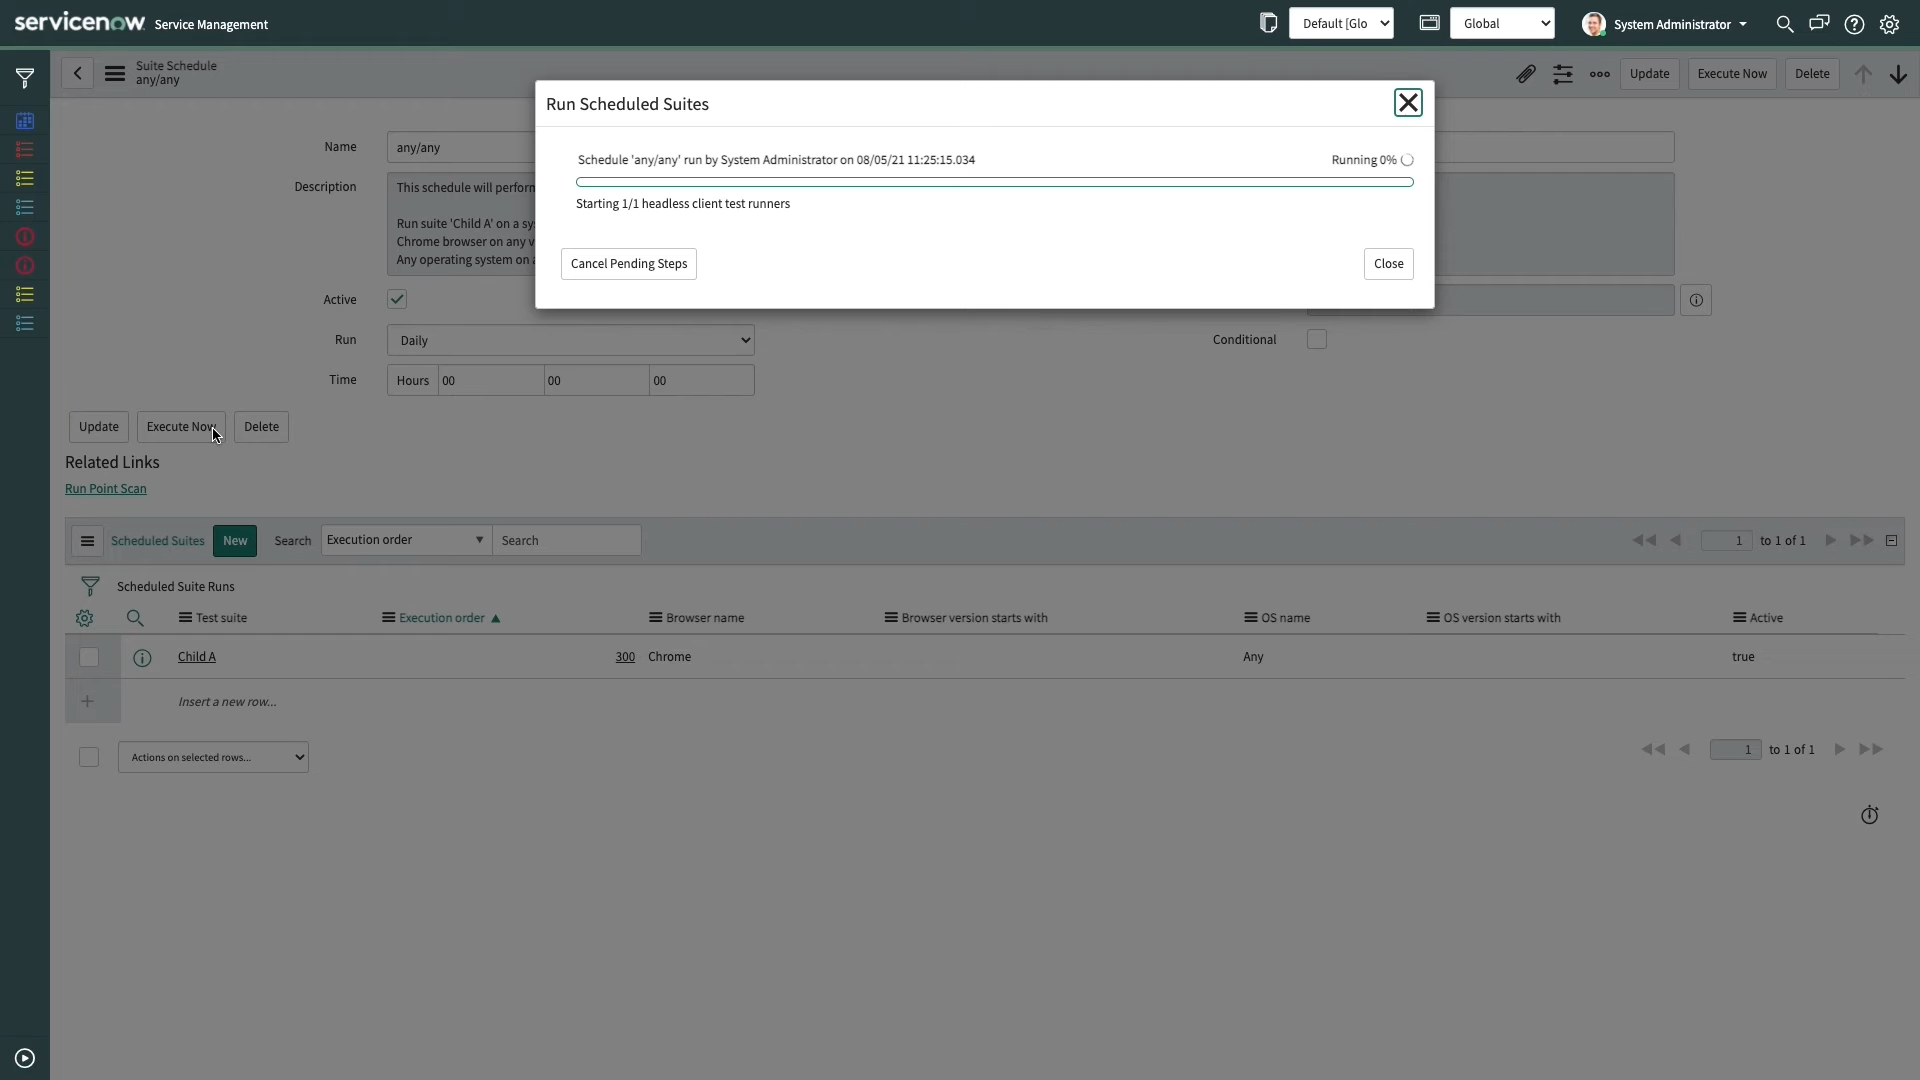 servicenow Service Management
Default [Glo
Global
System Administrator
Suite Schedule
any/any
Update
Execute Now
Delete
Run Scheduled Suites
Schedule 'any/any' run by System Administrator on 08/05/21 11:25:15.034
Running 0%
Starting 1/1 headless client test runners
Cancel Pending Steps
Close
Name
any/any
Description
This schedule will perform
Run suite 'Child A' on a sy
Chrome browser on any v
Any operating system on a
Active
Run
Daily
Conditional
Time
Hours 00 00 00
Update
Execute Now
Delete
Related Links
Run Point Scan
Scheduled Suites New Search Execution order Search
1 to 1 of 1
Scheduled Suite Runs
Test suite Execution order Browser name Browser version starts with OS name OS version starts with Active
Child A 300 Chrome Any true
Insert a new row...
Actions on selected rows...
1 to 1 of 1